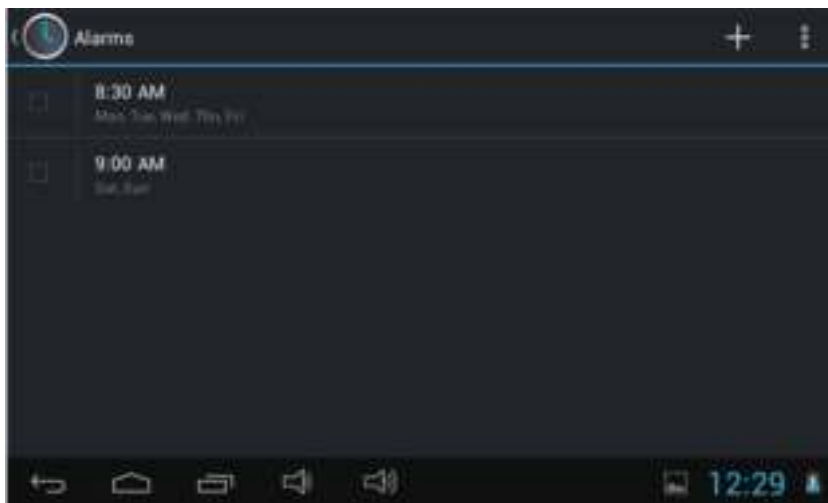 Alarms
8:30 AM
Mon, Tue, Wed, Thu, Fri
9:00 AM
Sat, Sun
12:29